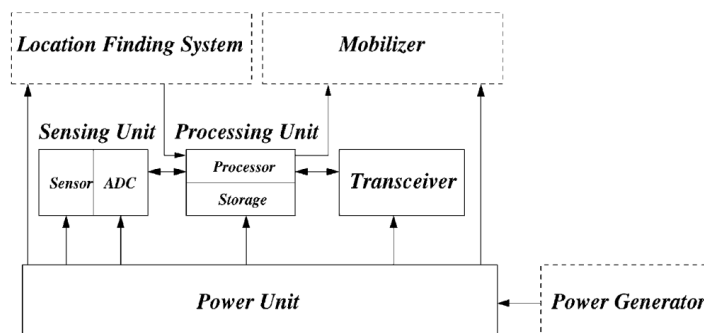 Location Finding System
Mobilizer
Sensing Unit
Processing Unit
Sensor
ADC
Processor
Storage
Transceiver
Power Unit
Power Generator